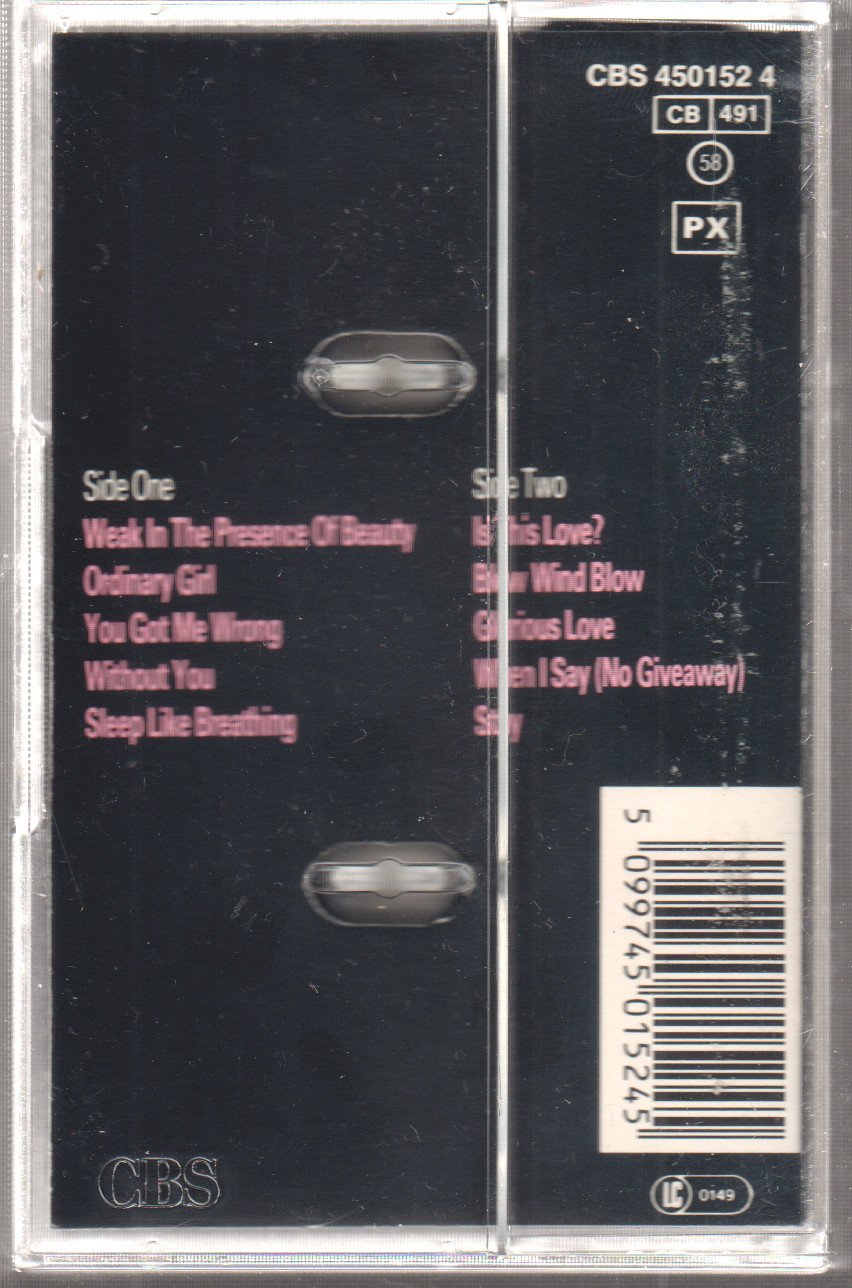 CBS 450152 4
CB 491
58
PX
Side One
Weak In The Presence Of Beauty
Ordinary Girl
You Got Me Wrong
Without You
Sleep Like Breathing
Side Two
Is This Love?
Blow Wind Blow
Glorious Love
When I Say (No Giveaway)
Stay
5 099745 015245
CBS
LC 0149